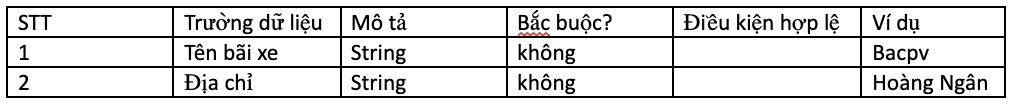 STT Trường dữ liệu Mô tả Bắc buộc? Điều kiện hợp lệ Ví dụ
1 Tên bãi xe String không Bacpv
2 Địa chỉ String không Hoàng Ngân